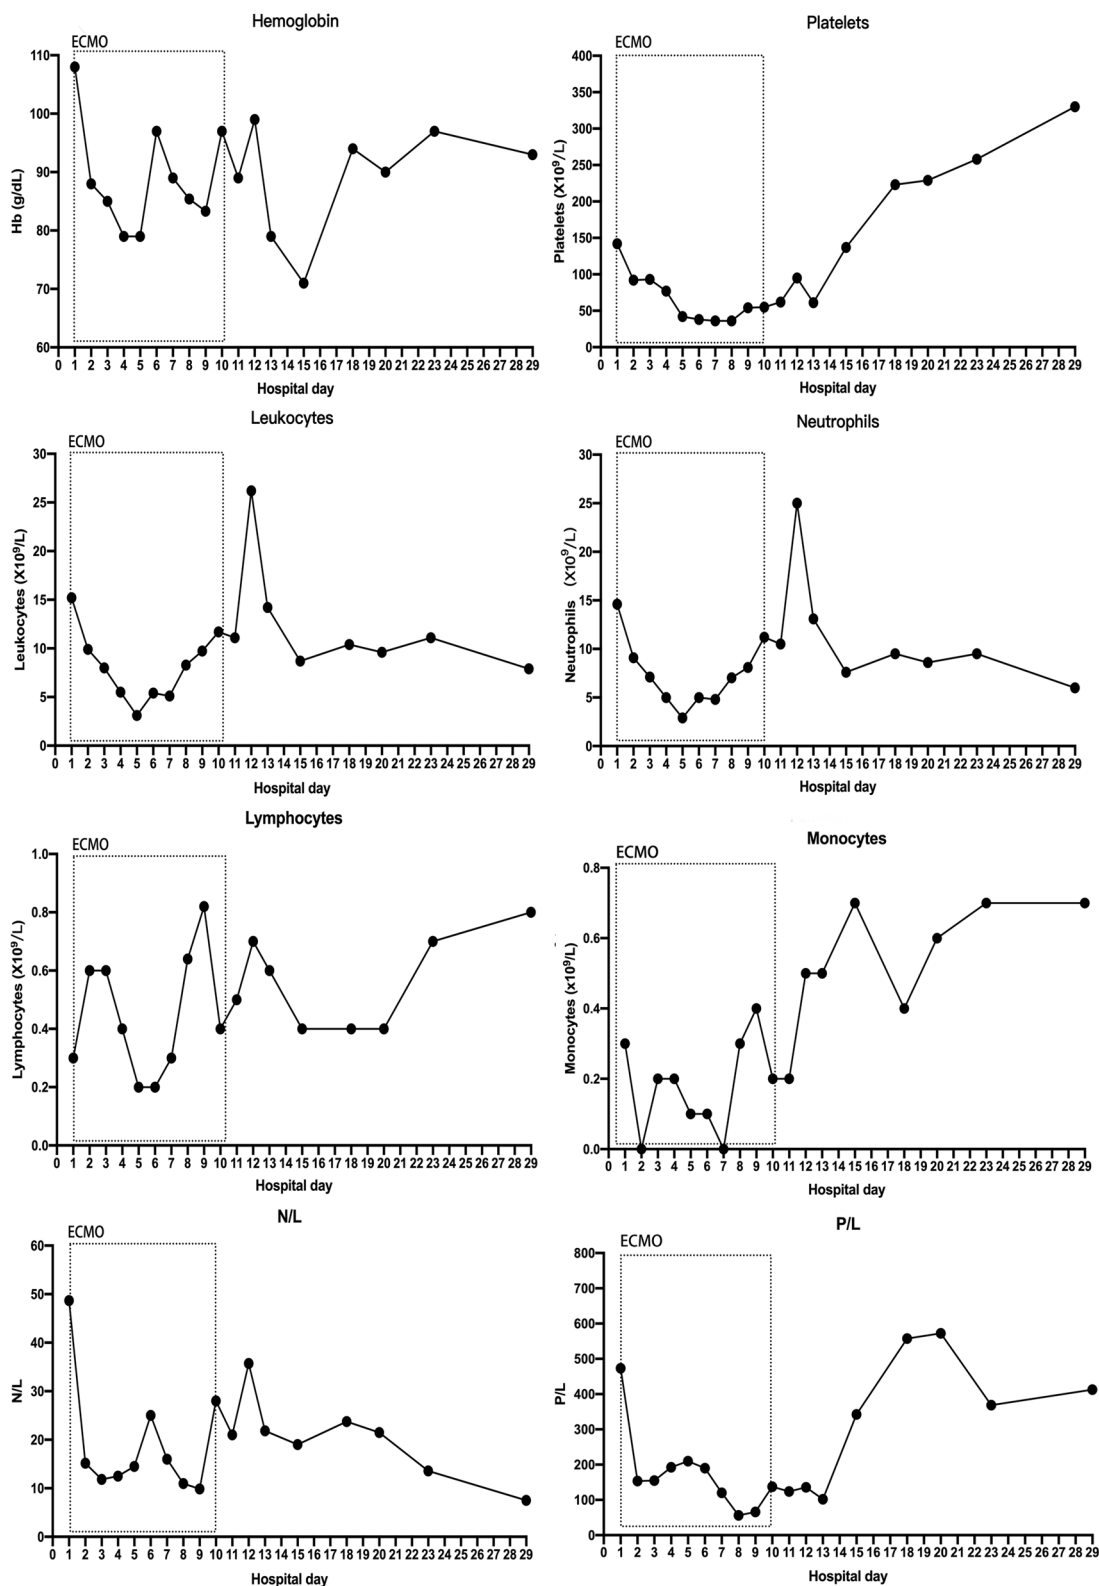 Hemoglobin
ECMO
110
100
90
80
70
60
Hb (g/dL)
0 1 2 3 4 5 6 7 8 9 10 11 12 13 14 15 16 17 18 19 20 21 22 23 24 25 26 27 28 29
Hospital day
Platelets
ECMO
400
350
300
250
200
150
100
50
0
Platelets (X10⁹/L)
0 1 2 3 4 5 6 7 8 9 10 11 12 13 14 15 16 17 18 19 20 21 22 23 24 25 26 27 28 29
Hospital day
Leukocytes
ECMO
30
25
20
15
10
5
0
Leukocytes (X10⁹/L)
0 1 2 3 4 5 6 7 8 9 10 11 12 13 14 15 16 17 18 19 20 21 22 23 24 25 26 27 28 29
Hospital day
Neutrophils
ECMO
30
25
20
15
10
5
0
Neutrophils (X10⁹/L)
0 1 2 3 4 5 6 7 8 9 10 11 12 13 14 15 16 17 18 19 20 21 22 23 24 25 26 27 28 29
Hospital day
Lymphocytes
ECMO
1.0
0.8
0.6
0.4
0.2
0.0
Lymphocytes (X10⁹/L)
0 1 2 3 4 5 6 7 8 9 10 11 12 13 14 15 16 17 18 19 20 21 22 23 24 25 26 27 28 29
Hospital day
Monocytes
ECMO
0.8
0.6
0.4
0.2
0.0
Monocytes (x10⁹/L)
0 1 2 3 4 5 6 7 8 9 10 11 12 13 14 15 16 17 18 19 20 21 22 23 24 25 26 27 28 29
Hospital day
N/L
ECMO
60
50
40
30
20
10
0
N/L
0 1 2 3 4 5 6 7 8 9 10 11 12 13 14 15 16 17 18 19 20 21 22 23 24 25 26 27 28 29
Hospital day
P/L
ECMO
800
700
600
500
400
300
200
100
0
P/L
0 1 2 3 4 5 6 7 8 9 10 11 12 13 14 15 16 17 18 19 20 21 22 23 24 25 26 27 28 29
Hospital day